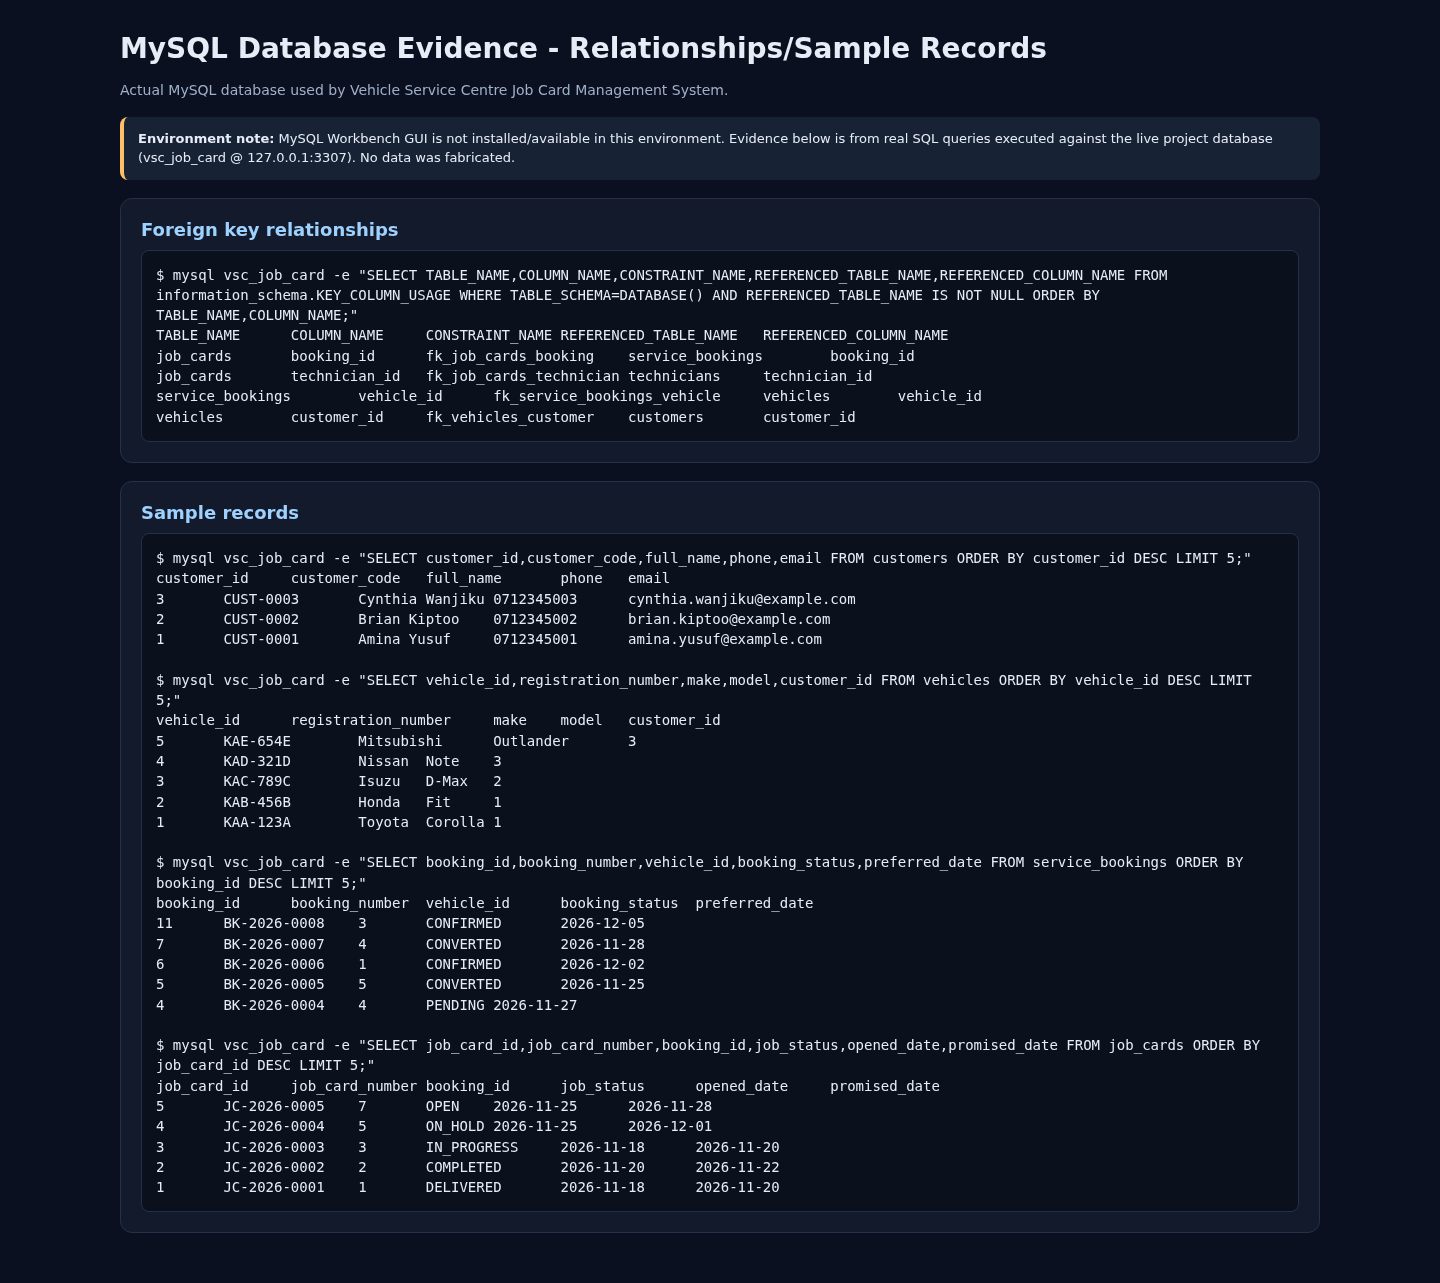 MySQL Database Evidence - Relationships/Sample Records
Actual MySQL database used by Vehicle Service Centre Job Card Management System.
Environment note: MySQL Workbench GUI is not installed/available in this environment. Evidence below is from real SQL queries executed against the live project database
(vsc_job_card @ 127.0.0.1:3307). No data was fabricated.
Foreign key relationships
$ mysql vsc_job_card -e "SELECT TABLE_NAME,COLUMN_NAME,CONSTRAINT_NAME,REFERENCED_TABLE_NAME,REFERENCED_COLUMN_NAME FROM
information_schema.KEY_COLUMN_USAGE WHERE TABLE_SCHEMA=DATABASE() AND REFERENCED_TABLE_NAME IS NOT NULL ORDER BY
TABLE_NAME,COLUMN_NAME;"
TABLE_NAME	COLUMN_NAME	CONSTRAINT_NAME	REFERENCED_TABLE_NAME	REFERENCED_COLUMN_NAME
job_cards	booking_id	fk_job_cards_booking	service_bookings	booking_id
job_cards	technician_id	fk_job_cards_technician	technicians	technician_id
service_bookings	vehicle_id	fk_service_bookings_vehicle	vehicles	vehicle_id
vehicles	customer_id	fk_vehicles_customer	customers	customer_id
Sample records
$ mysql vsc_job_card -e "SELECT customer_id,customer_code,full_name,phone,email FROM customers ORDER BY customer_id DESC LIMIT 5;"
customer_id	customer_code	full_name	phone	email
3	CUST-0003	Cynthia Wanjiku	0712345003	cynthia.wanjiku@example.com
2	CUST-0002	Brian Kiptoo	0712345002	brian.kiptoo@example.com
1	CUST-0001	Amina Yusuf	0712345001	amina.yusuf@example.com
$ mysql vsc_job_card -e "SELECT vehicle_id,registration_number,make,model,customer_id FROM vehicles ORDER BY vehicle_id DESC LIMIT
5;"
vehicle_id	registration_number	make	model	customer_id
5	KAE-654E	Mitsubishi	Outlander	3
4	KAD-321D	Nissan	Note	3
3	KAC-789C	Isuzu	D-Max	2
2	KAB-456B	Honda	Fit	1
1	KAA-123A	Toyota	Corolla	1
$ mysql vsc_job_card -e "SELECT booking_id,booking_number,vehicle_id,booking_status,preferred_date FROM service_bookings ORDER BY
booking_id DESC LIMIT 5;"
booking_id	booking_number	vehicle_id	booking_status	preferred_date
11	BK-2026-0008	3	CONFIRMED	2026-12-05
7	BK-2026-0007	4	CONVERTED	2026-11-28
6	BK-2026-0006	1	CONFIRMED	2026-12-02
5	BK-2026-0005	5	CONVERTED	2026-11-25
4	BK-2026-0004	4	PENDING	2026-11-27
$ mysql vsc_job_card -e "SELECT job_card_id,job_card_number,booking_id,job_status,opened_date,promised_date FROM job_cards ORDER BY
job_card_id DESC LIMIT 5;"
job_card_id	job_card_number	booking_id	job_status	opened_date	promised_date
5	JC-2026-0005	7	OPEN	2026-11-25	2026-11-28
4	JC-2026-0004	5	ON_HOLD	2026-11-25	2026-12-01
3	JC-2026-0003	3	IN_PROGRESS	2026-11-18	2026-11-20
2	JC-2026-0002	2	COMPLETED	2026-11-20	2026-11-22
1	JC-2026-0001	1	DELIVERED	2026-11-18	2026-11-20